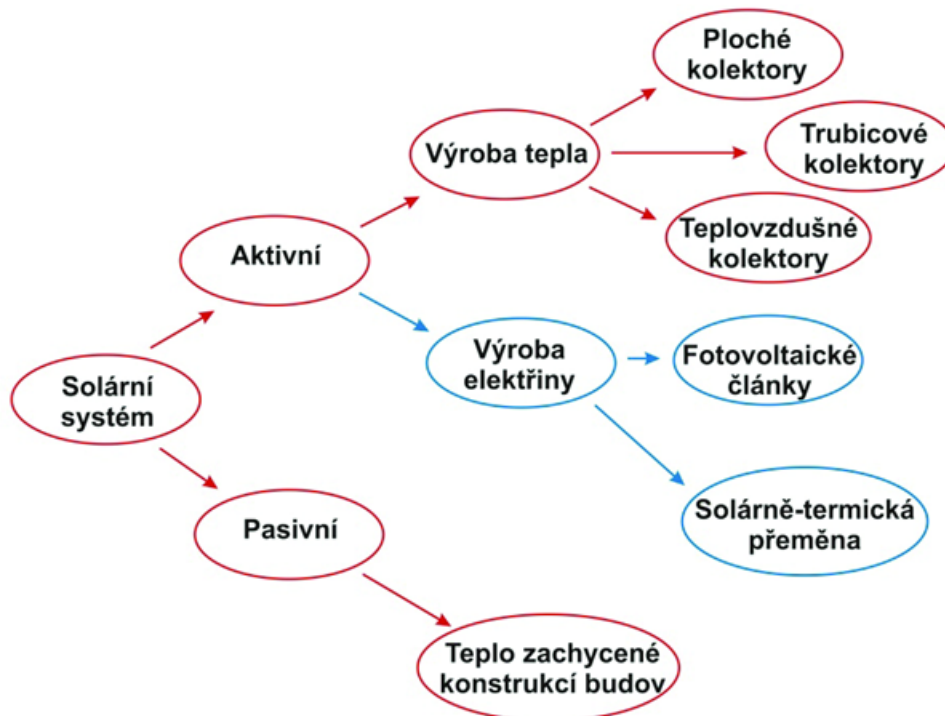 Ploché
kolektory
Trubicové
kolektory
Výroba tepla
Teplovzdušné
kolektory
Aktivní
Výroba
elektřiny
Fotovoltaické
články
Solární
systém
Solárně-termická
přeměna
Pasivní
Teplo zachycené
konstrukcí budov